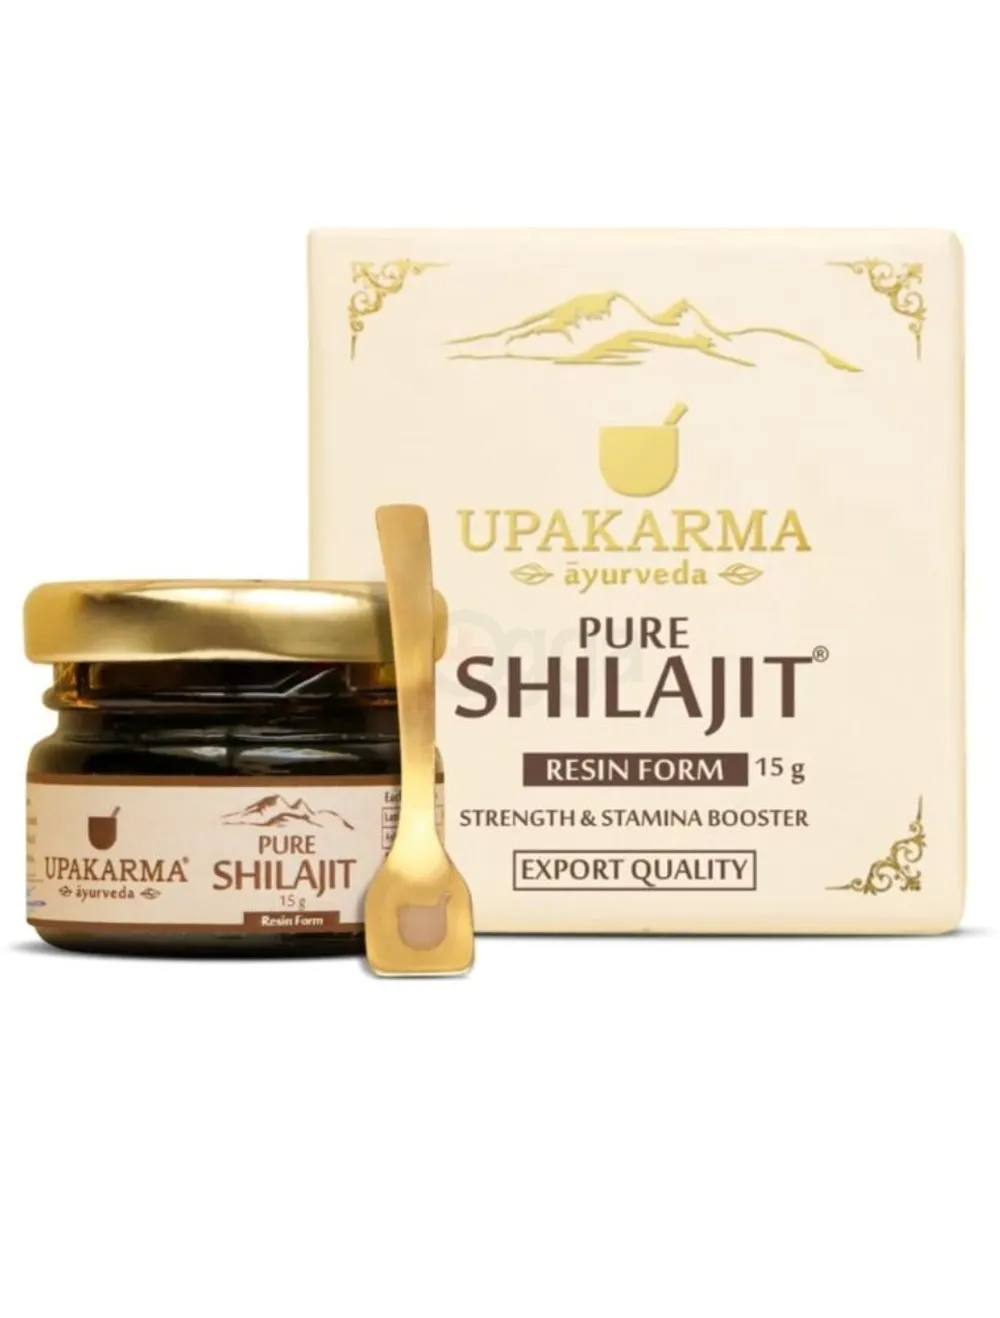 UPAKARMA
āyurveda
PURE
SHILAJIT®
RESIN FORM 15 g
STRENGTH & STAMINA BOOSTER
EXPORT QUALITY
UPAKARMA®
āyurveda
PURE
SHILAJIT
15 g
Resin Form